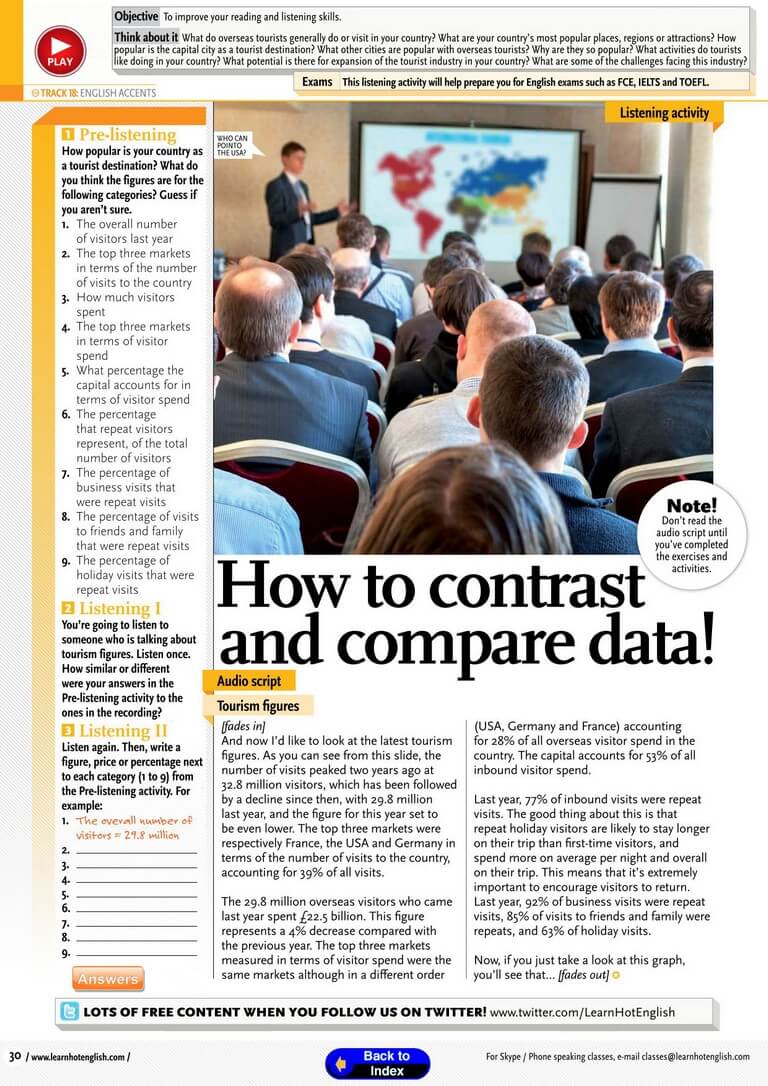 Objective To improve your reading and listening skills.
Think about it What do overseas tourists generally do or visit in your country? What are your country's most popular places, regions or attractions? How
popular is the capital city as a tourist destination? What other cities are popular with overseas tourists? Why are they so popular? What activities do tourists
like doing in your country? What potential is there for expansion of the tourist industry in your country? What are some of the challenges facing this industry?
PLAY
Exams This listening activity will help prepare you for English exams such as FCE, IELTS and TOEFL.
TRACK 18: ENGLISH ACCENTS
Listening activity
1 Pre-listening
How popular is your country as
a tourist destination? What do
you think the figures are for the
following categories? Guess if
you aren't sure.
1. The overall number
of visitors last year
2. The top three markets
in terms of the number
of visits to the country
3. How much visitors
spent
4. The top three markets
in terms of visitor
spend
5. What percentage the
capital accounts for in
terms of visitor spend
6. The percentage
that repeat visitors
represent, of the total
number of visitors
7. The percentage of
business visits that
were repeat visits
8. The percentage of visits
to friends and family
that were repeat visits
9. The percentage of
holiday visits that were
repeat visits
2 Listening I
You're going to listen to
someone who is talking about
tourism figures. Listen once.
How similar or different
were your answers in the
Pre-listening activity to the
ones in the recording?
3 Listening II
Listen again. Then, write a
figure, price or percentage next
to each category (1 to 9) from
the Pre-listening activity. For
example:
1. The overall number of
visitors = 29.8 million
2.
3.
4.
5.
6.
7.
8.
9.
Answers
WHO CAN
POINTO
THE USA?
Note!
Don't read the
audio script until
you've completed
the exercises and
activities.
How to contrast
and compare data!
Audio script
Tourism figures
[fades in]
And now I'd like to look at the latest tourism
figures. As you can see from this slide, the
number of visits peaked two years ago at
32.8 million visitors, which has been followed
by a decline since then, with 29.8 million
last year, and the figure for this year set to
be even lower. The top three markets were
respectively France, the USA and Germany in
terms of the number of visits to the country,
accounting for 39% of all visits.
The 29.8 million overseas visitors who came
last year spent £22.5 billion. This figure
represents a 4% decrease compared with
the previous year. The top three markets
measured in terms of visitor spend were the
same markets although in a different order
(USA, Germany and France) accounting
for 28% of all overseas visitor spend in the
country. The capital accounts for 53% of all
inbound visitor spend.
Last year, 77% of inbound visits were repeat
visits. The good thing about this is that
repeat holiday visitors are likely to stay longer
on their trip than first-time visitors, and
spend more on average per night and overall
on their trip. This means that it's extremely
important to encourage visitors to return.
Last year, 92% of business visits were repeat
visits, 85% of visits to friends and family were
repeats, and 63% of holiday visits.
Now, if you just take a look at this graph,
you'll see that... [fades out]
LOTS OF FREE CONTENT WHEN YOU FOLLOW US ON TWITTER! www.twitter.com/LearnHotEnglish
30 / www.learnhotenglish.com /
Back to
Index
For Skype / Phone speaking classes, e-mail classes@learnhotenglish.com